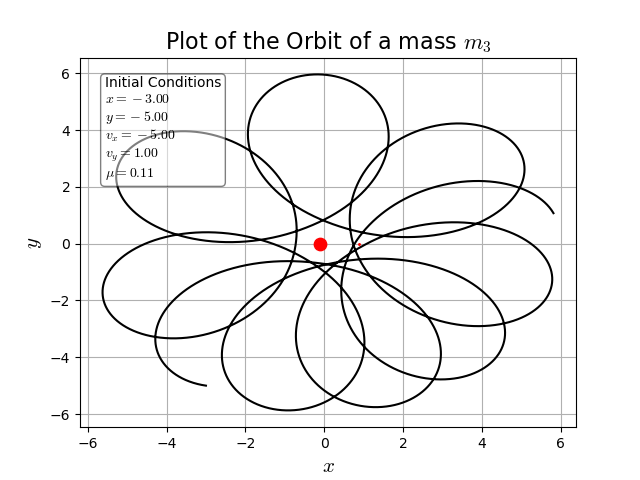 Plot of the Orbit of a mass m₃
Initial Conditions
x = −3.00
y = −5.00
vₓ = −5.00
v_y = 1.00
μ = 0.11
6
4
2
0
−2
−4
−6
y
−6 −4 −2 0 2 4 6
x